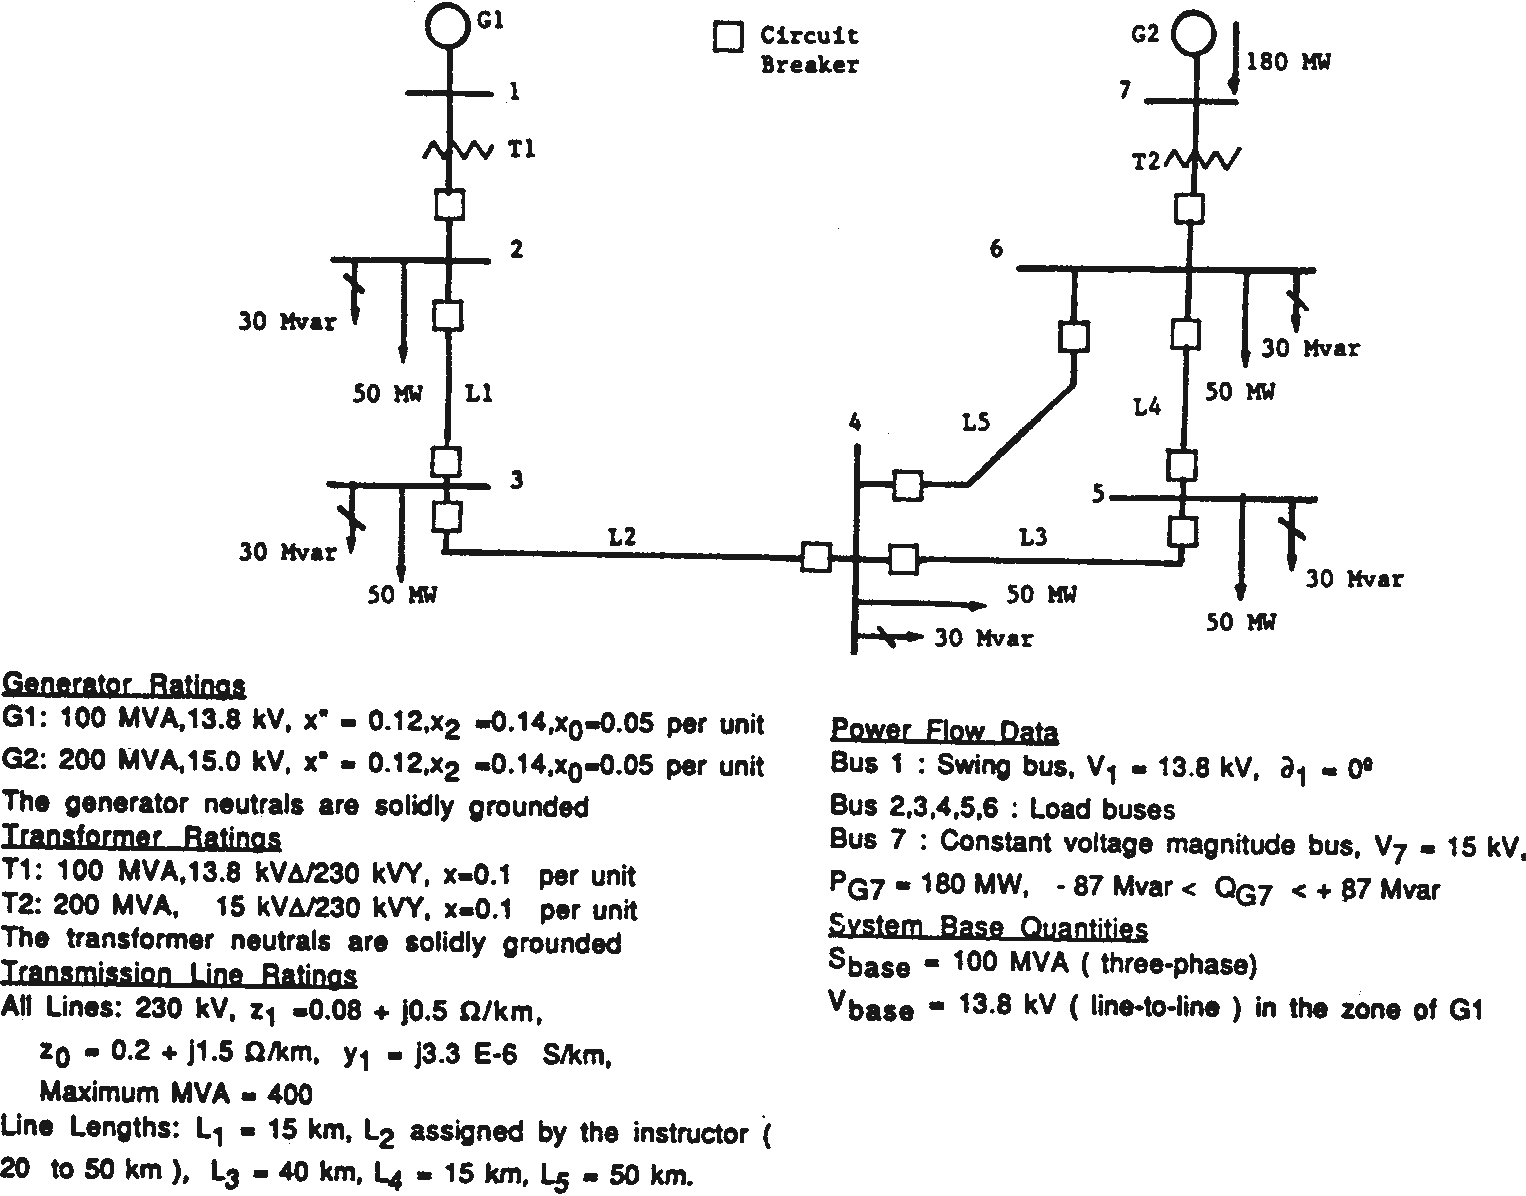 G1
Circuit
Breaker
G2
180 MW
1
7
T1
T2
2
6
30 Mvar
50 MW
L1
30 Mvar
50 MW
L4
L5
4
3
5
L2
L3
30 Mvar
50 MW
50 MW
30 Mvar
30 Mvar
50 MW
Generator Ratings
G1: 100 MVA,13.8 kV, x" = 0.12,x2 =0.14,x0=0.05 per unit
G2: 200 MVA,15.0 kV, x" = 0.12,x2 =0.14,x0=0.05 per unit
The generator neutrals are solidly grounded
Transformer Ratings
T1: 100 MVA,13.8 kVΔ/230 kVY, x=0.1 per unit
T2: 200 MVA, 15 kVΔ/230 kVY, x=0.1 per unit
The transformer neutrals are solidly grounded
Transmission Line Ratings
All Lines: 230 kV, z1 =0.08 + j0.5 Ω/km,
z0 = 0.2 + j1.5 Ω/km, y1 = j3.3 E-6 S/km,
Maximum MVA = 400
Line Lengths: L1 = 15 km, L2 assigned by the instructor (
20 to 50 km ), L3 = 40 km, L4 = 15 km, L5 = 50 km.
Power Flow Data
Bus 1 : Swing bus, V1 = 13.8 kV, ∂1 = 0º
Bus 2,3,4,5,6 : Load buses
Bus 7 : Constant voltage magnitude bus, V7 = 15 kV,
PG7 = 180 MW, - 87 Mvar < QG7 < + 87 Mvar
System Base Quantities
Sbase = 100 MVA ( three-phase)
Vbase = 13.8 kV ( line-to-line ) in the zone of G1